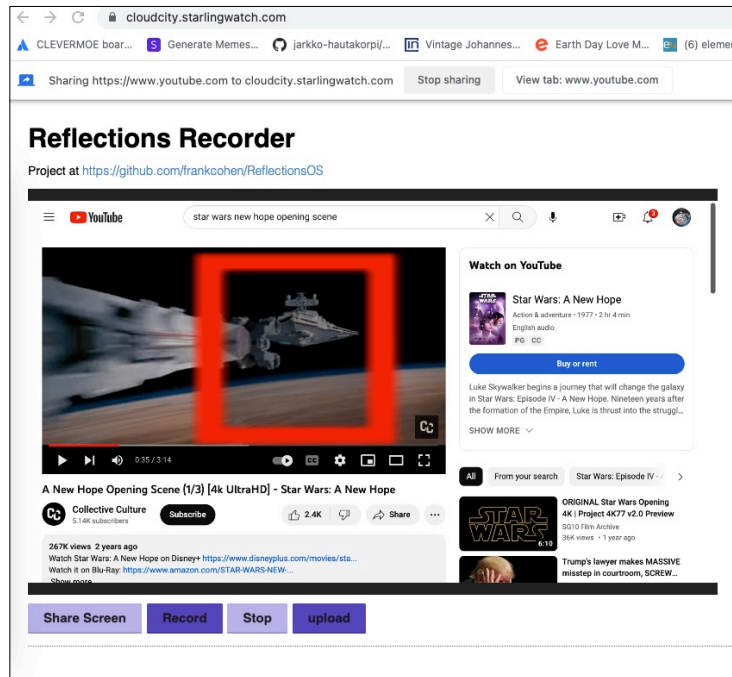 cloudcity.starlingwatch.com
CLEVERMOE boar... S Generate Memes... jarkko-hautakorpi/... in Vintage Johannes... Earth Day Love M... (6) elemen
Sharing https://www.youtube.com to cloudcity.starlingwatch.com Stop sharing View tab: www.youtube.com
Reflections Recorder
Project at https://github.com/frankcohen/ReflectionsOS
YouTube star wars new hope opening scene 3
Watch on YouTube
STAR WARS
Star Wars: A New Hope
Action & adventure • 1977 • 2 hr 4 min
English audio
PG CC
Buy or rent
Luke Skywalker begins a journey that will change the galaxy
in Star Wars: Episode IV - A New Hope. Nineteen years after
the formation of the Empire, Luke is thrust into the struggl...
SHOW MORE
CC
0:35 / 3:14 CC
All From your search Star Wars: Episode IV -
A New Hope Opening Scene (1/3) [4k UltraHD] - Star Wars: A New Hope
CC Collective Culture
5.14K subscribers
Subscribe 2.4K Share ...
STAR WARS
6:10
ORIGINAL Star Wars Opening
4K | Project 4K77 v2.0 Preview
SG10 Film Archive
36K views • 1 year ago
267K views 2 years ago
Watch Star Wars: A New Hope on Disney+ https://www.disneyplus.com/movies/sta...
Watch it on Blu-Ray: https://www.amazon.com/STAR-WARS-NEW-...
Show more
Trump's lawyer makes MASSIVE
misstep in courtroom, SCREW...
Share Screen Record Stop upload